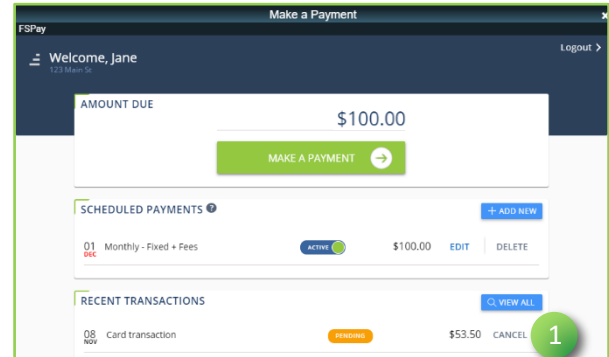 Make a Payment x
FSPay
Logout >
Welcome, Jane
123 Main St
AMOUNT DUE
$100.00
MAKE A PAYMENT
SCHEDULED PAYMENTS ?
+ ADD NEW
01 DEC Monthly - Fixed + Fees ACTIVE $100.00 EDIT DELETE
RECENT TRANSACTIONS
VIEW ALL
08 NOV Card transaction PENDING $53.50 CANCEL 1